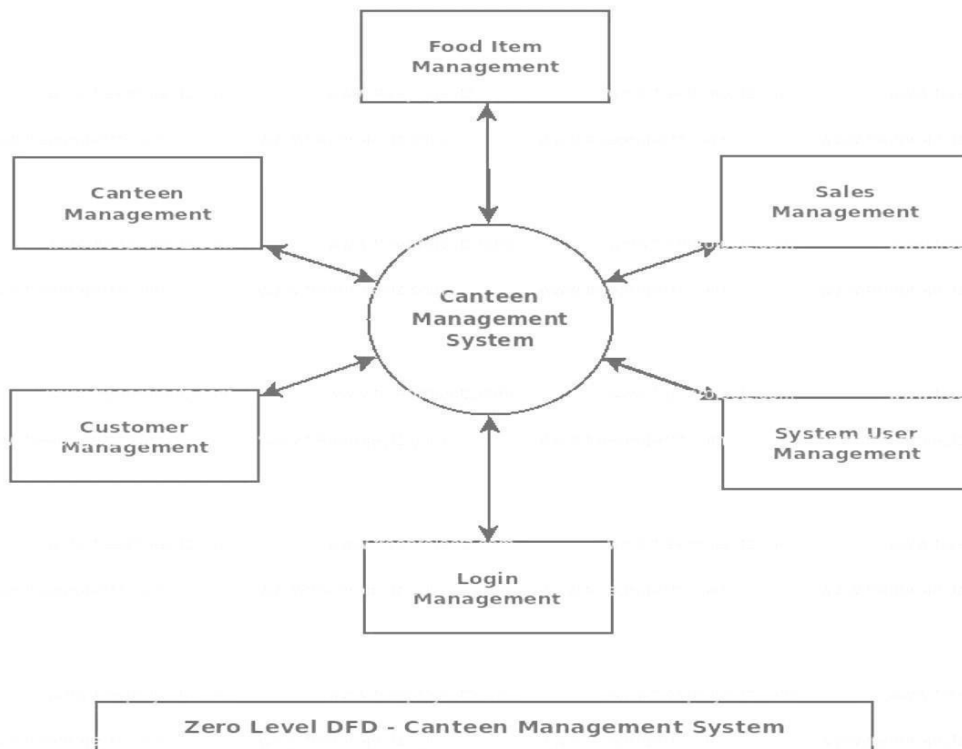 Food Item
Management
Canteen
Management
Sales
Management
Canteen
Management
System
Customer
Management
System User
Management
Login
Management
Zero Level DFD - Canteen Management System